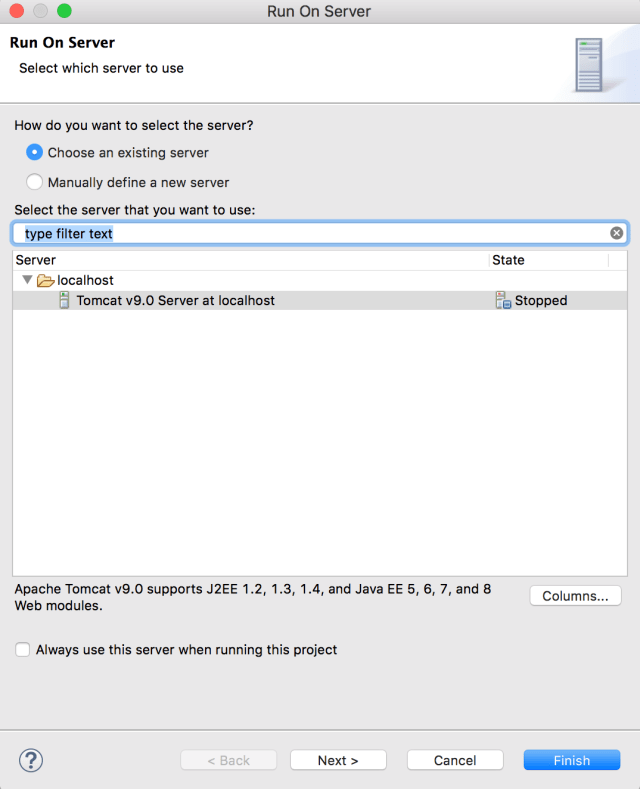 Run On Server
Run On Server
Select which server to use
How do you want to select the server?
Choose an existing server
Manually define a new server
Select the server that you want to use:
type filter text
Server State
localhost
Tomcat v9.0 Server at localhost Stopped
Apache Tomcat v9.0 supports J2EE 1.2, 1.3, 1.4, and Java EE 5, 6, 7, and 8
Web modules.
Columns...
Always use this server when running this project
? < Back Next > Cancel Finish